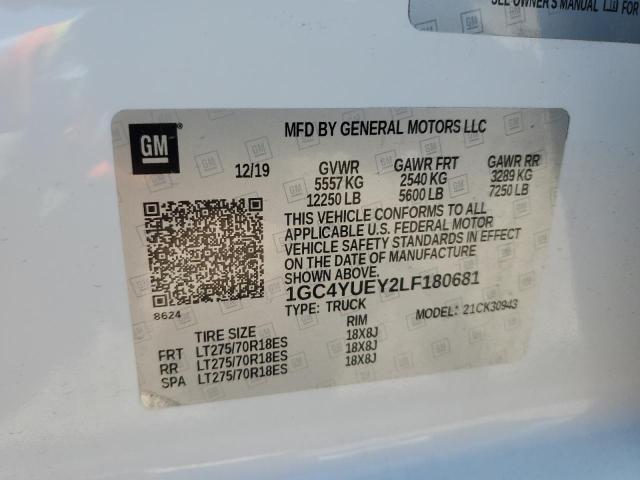 SEE OWNER'S MANUAL FOR
GM
MFD BY GENERAL MOTORS LLC
12/19 GVWR GAWR FRT GAWR RR
5557 KG 2540 KG 3289 KG
12250 LB 5600 LB 7250 LB
THIS VEHICLE CONFORMS TO ALL
APPLICABLE U.S. FEDERAL MOTOR
VEHICLE SAFETY STANDARDS IN EFFECT
ON THE DATE OF MANUFACTURE
SHOWN ABOVE.
1GC4YUEY2LF180681
TYPE: TRUCK MODEL: 21CK30943
8624
TIRE SIZE RIM
FRT LT275/70R18ES 18X8J
RR LT275/70R18ES 18X8J
SPA LT275/70R18ES 18X8J